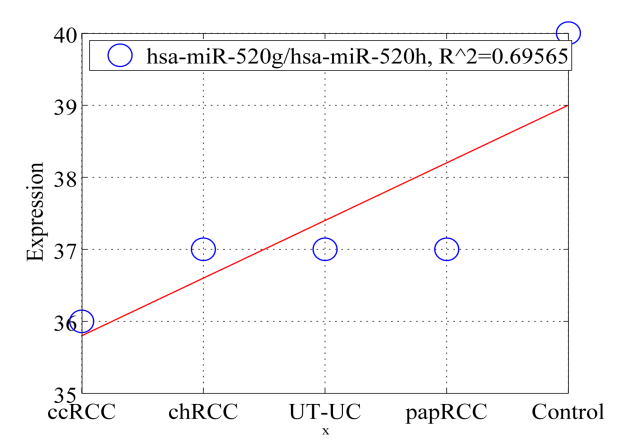 40
hsa-miR-520g/hsa-miR-520h, R^2=0.69565
39
38
Expression
37
36
35
ccRCC chRCC UT-UC papRCC Control
x